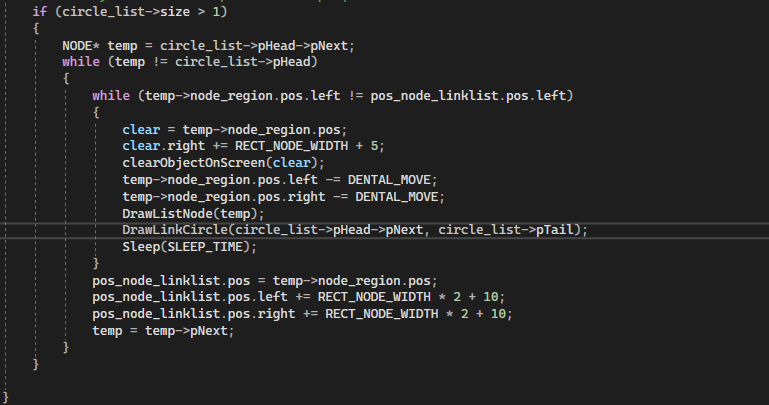 if (circle_list->size > 1)
{
NODE* temp = circle_list->pHead->pNext;
while (temp != circle_list->pHead)
{
while (temp->node_region.pos.left != pos_node_linklist.pos.left)
{
clear = temp->node_region.pos;
clear.right += RECT_NODE_WIDTH + 5;
clearObjectOnScreen(clear);
temp->node_region.pos.left -= DENTAL_MOVE;
temp->node_region.pos.right -= DENTAL_MOVE;
DrawListNode(temp);
DrawLinkCircle(circle_list->pHead->pNext, circle_list->pTail);
Sleep(SLEEP_TIME);
}
pos_node_linklist.pos = temp->node_region.pos;
pos_node_linklist.pos.left += RECT_NODE_WIDTH * 2 + 10;
pos_node_linklist.pos.right += RECT_NODE_WIDTH * 2 + 10;
temp = temp->pNext;
}
}
}